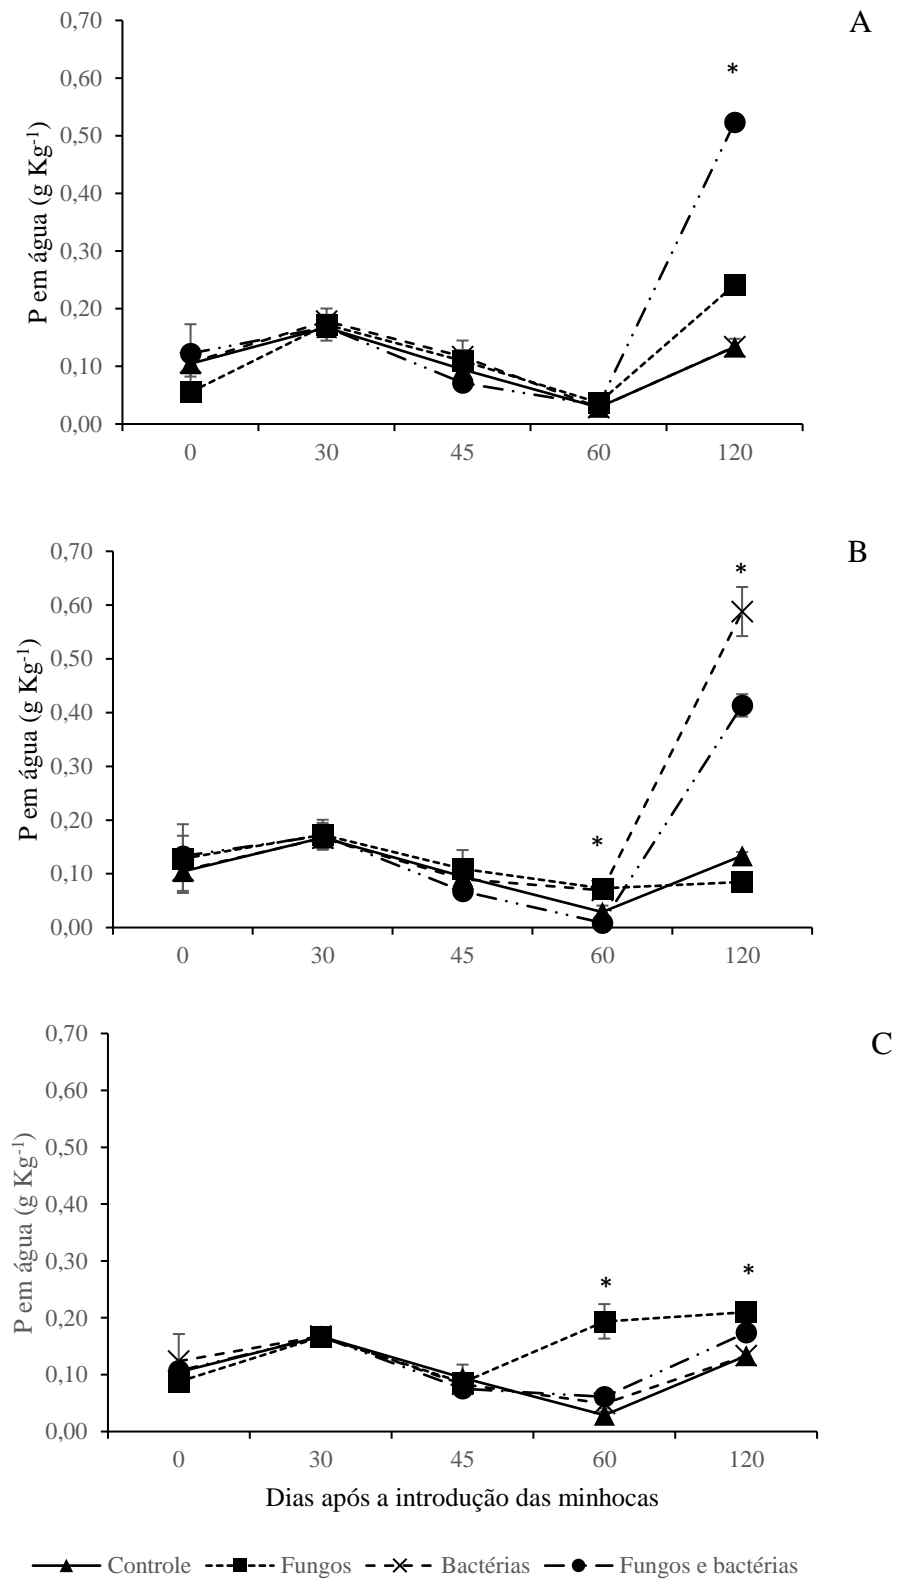 A
0,70
0,60
0,50
0,40
0,30
0,20
0,10
0,00
P em água (g Kg-1)
*
0 30 45 60 120
B
0,70
0,60
0,50
0,40
0,30
0,20
0,10
0,00
P em água (g Kg-1)
*
*
0 30 45 60 120
C
0,70
0,60
0,50
0,40
0,30
0,20
0,10
0,00
P em água (g Kg-1)
*
*
0 30 45 60 120
Dias após a introdução das minhocas
Controle Fungos Bactérias Fungos e bactérias